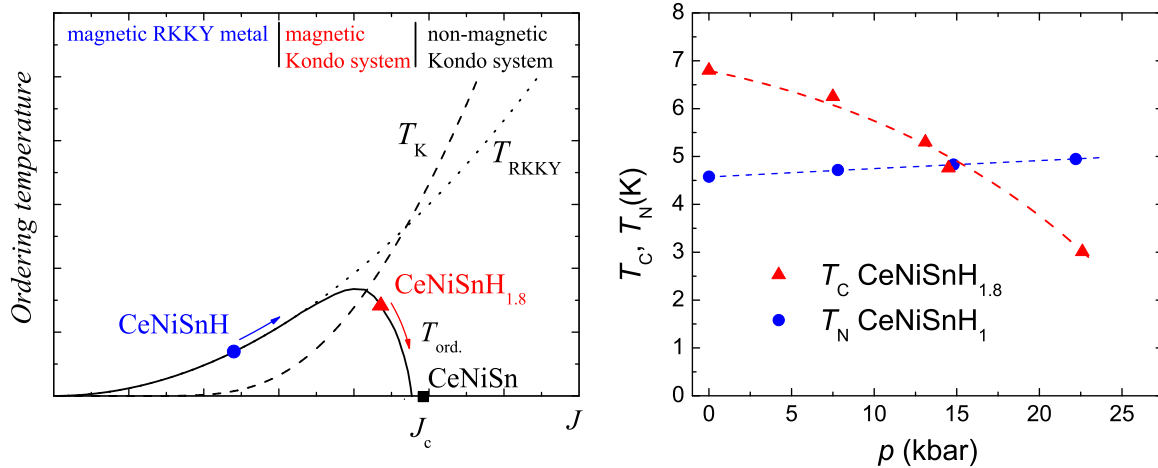 magnetic RKKY metal
magnetic
Kondo system
non-magnetic
Kondo system
Ordering temperature
T_K
T_RKKY
CeNiSnH_1.8
CeNiSnH
T_ord.
CeNiSn
J_c
J
8
7
6
5
4
3
2
1
0
T_C, T_N(K)
T_C CeNiSnH_1.8
T_N CeNiSnH_1
0 5 10 15 20 25
p (kbar)